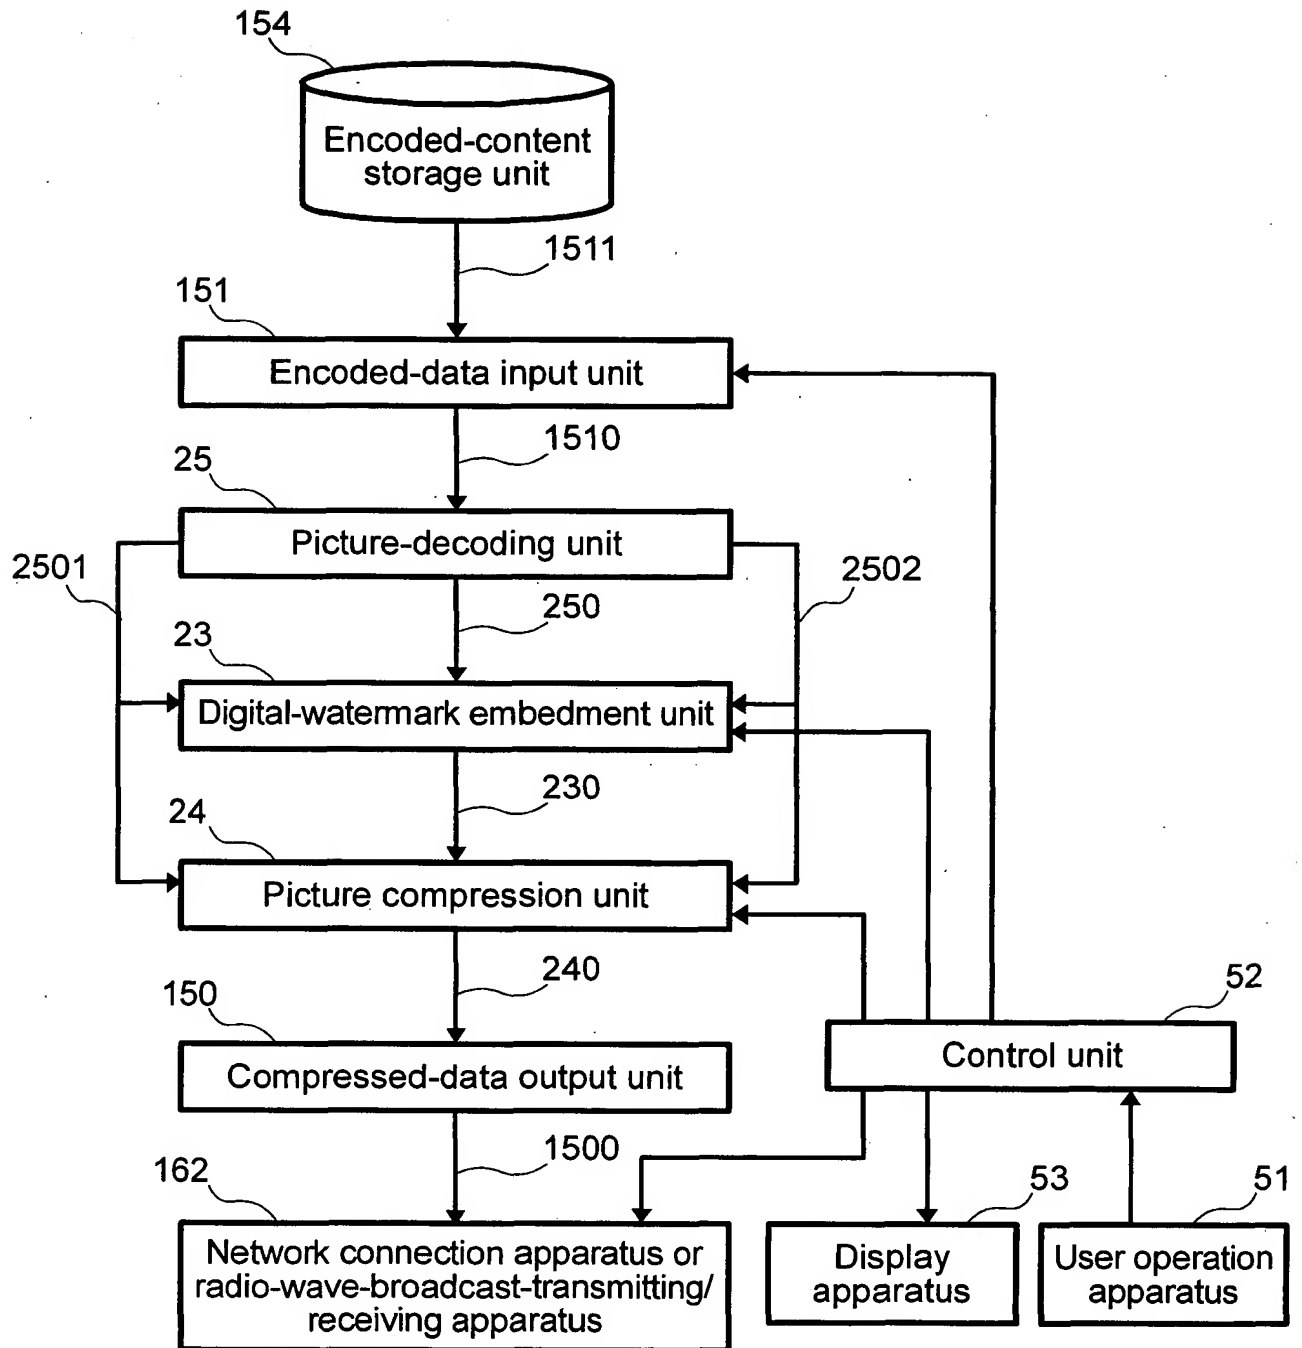 154
Encoded-content
storage unit
1511
151
Encoded-data input unit
1510
25
Picture-decoding unit
2501
2502
250
23
Digital-watermark embedment unit
230
24
Picture compression unit
240
52
150
Control unit
Compressed-data output unit
1500
162
53
51
Network connection apparatus or
radio-wave-broadcast-transmitting/
receiving apparatus
Display
apparatus
User operation
apparatus